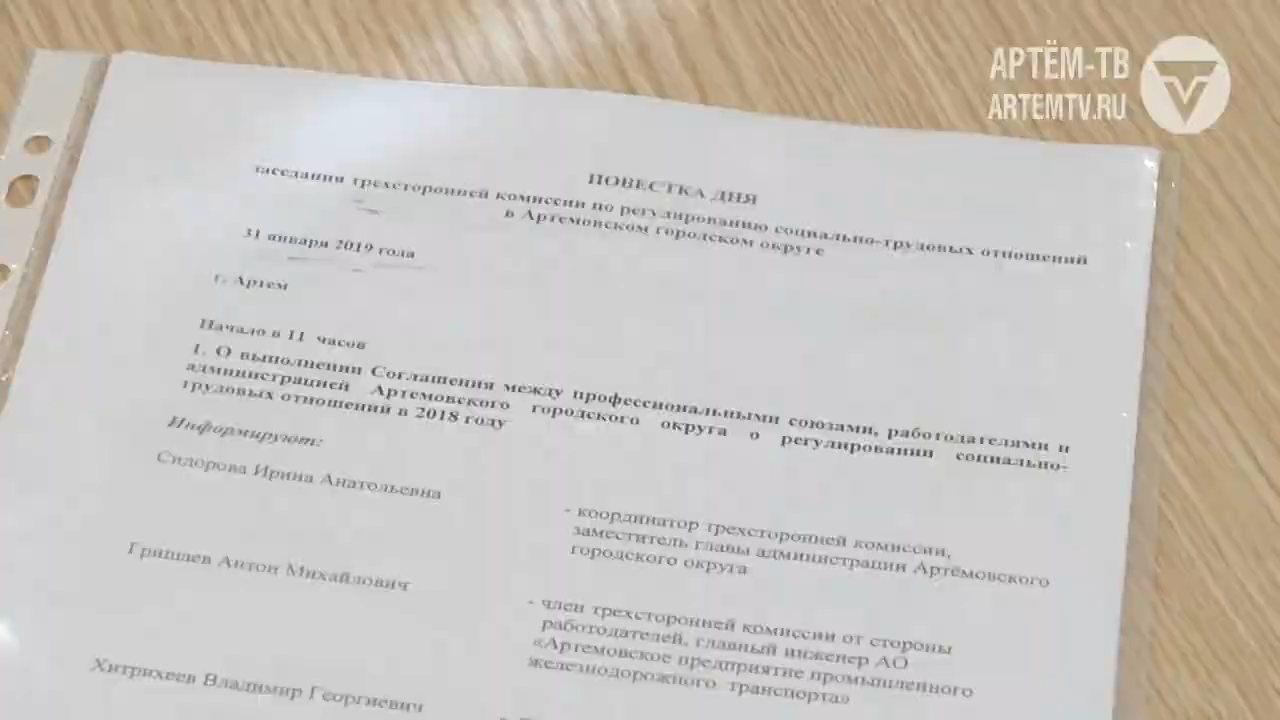 АРТЁМ-ТВ
ARTEMTV.RU
ПОВЕСТКА ДНЯ
заседания трехсторонней комиссии по регулированию социально-трудовых отношений
в Артемовском городском округе
31 января 2019 года
г. Артем
Начало в 11 часов
1. О выполнении Соглашения между профессиональными союзами, работодателями и
администрацией Артемовского городского округа о регулировании социально-
трудовых отношений в 2018 году
Информируют:
Сидорова Ирина Анатольевна
- координатор трехсторонней комиссии,
заместитель главы администрации Артемовского
городского округа
Гришаев Антон Михайлович
- член трехсторонней комиссии от стороны
работодателей, главный инженер АО
«Артемовское предприятие промышленного
железнодорожного транспорта»
Хитрихеев Владимир Георгиевич